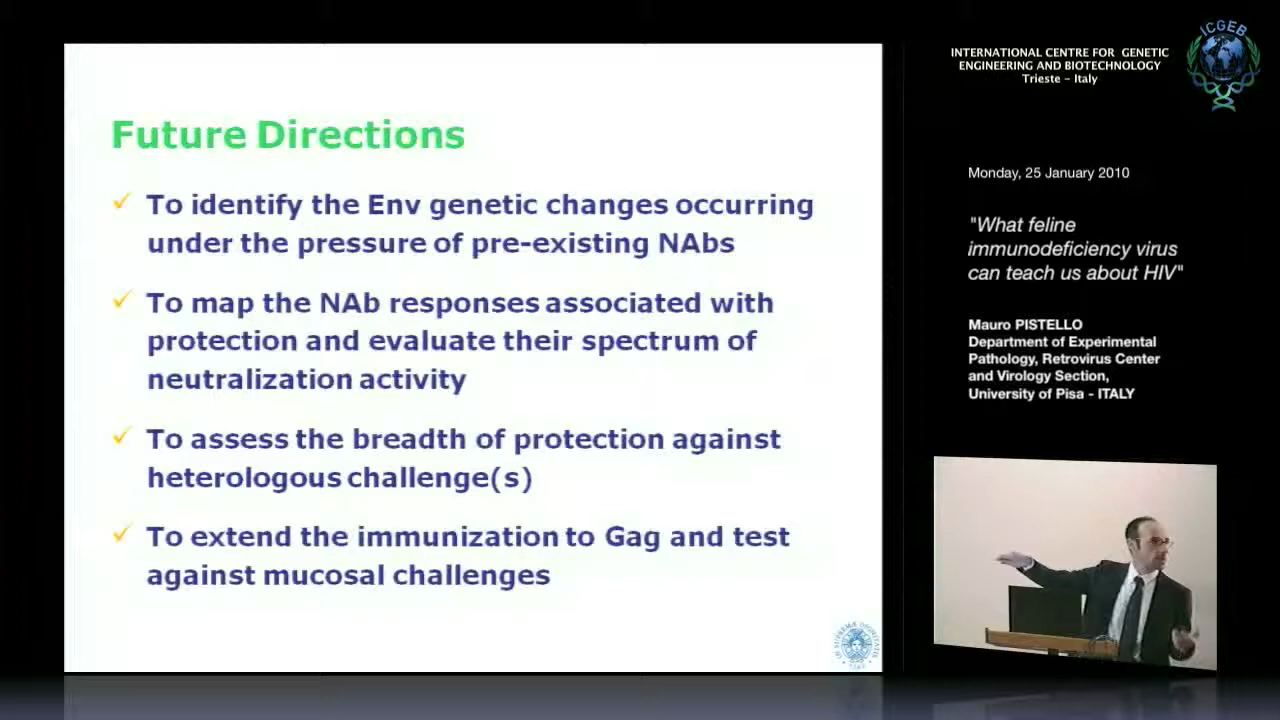 Future Directions
To identify the Env genetic changes occurring
under the pressure of pre-existing NAbs
To map the NAb responses associated with
protection and evaluate their spectrum of
neutralization activity
To assess the breadth of protection against
heterologous challenge(s)
To extend the immunization to Gag and test
against mucosal challenges
INTERNATIONAL CENTRE FOR GENETIC
ENGINEERING AND BIOTECHNOLOGY
Trieste - Italy
ICGEB
Monday, 25 January 2010
"What feline
immunodeficiency virus
can teach us about HIV"
Mauro PISTELLO
Department of Experimental
Pathology, Retrovirus Center
and Virology Section,
University of Pisa - ITALY